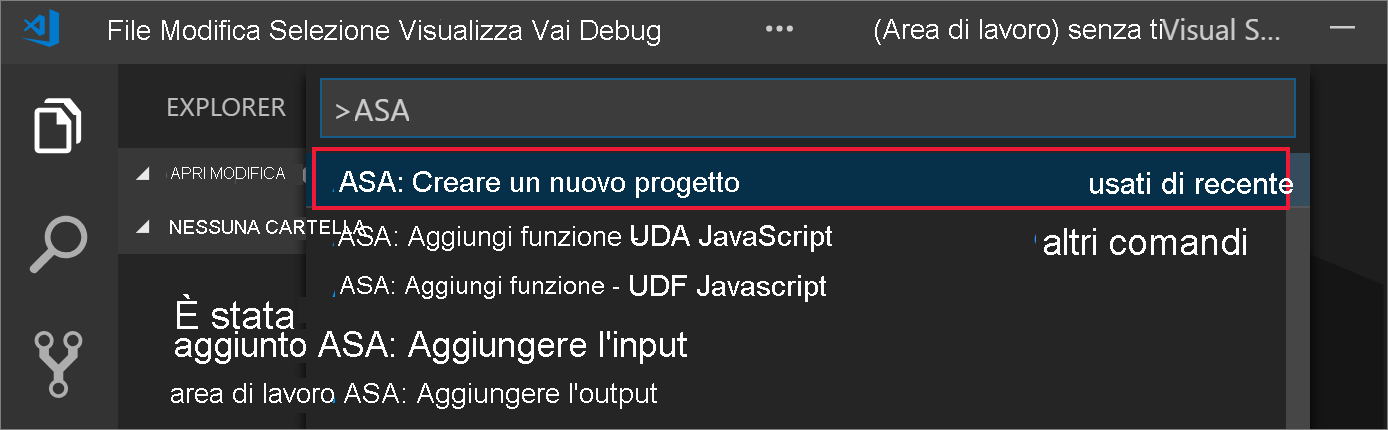 File Modifica Selezione Visualizza Vai Debug ··· (Area di lavoro) senza ti Visual S...
EXPLORER
>ASA
APRI MODIFICA
ASA: Creare un nuovo progetto usati di recente
NESSUNA CARTELLA
ASA: Aggiungi funzione - UDA JavaScript altri comandi
ASA: Aggiungi funzione - UDF Javascript
È stata
aggiunto ASA: Aggiungere l'input
area di lavoro ASA: Aggiungere l'output